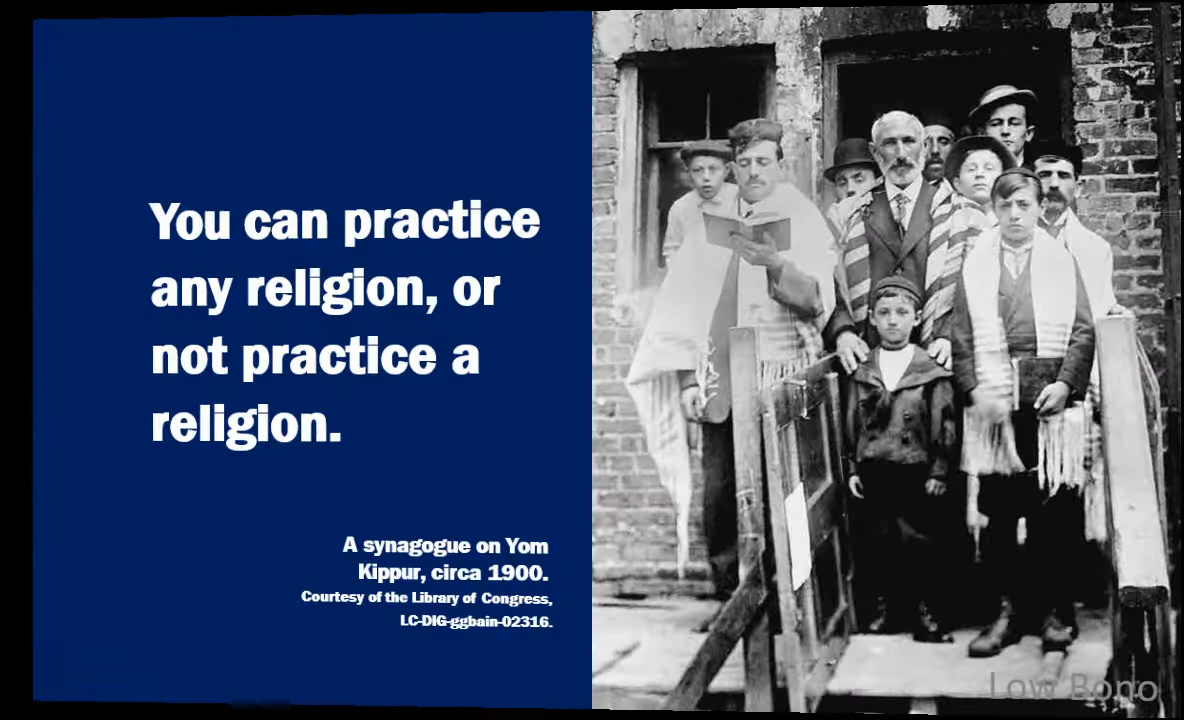 You can practice
any religion, or
not practice a
religion.
A synagogue on Yom
Kippur, circa 1900.
Courtesy of the Library of Congress,
LC-DIG-ggbain-02316.
Low Bono